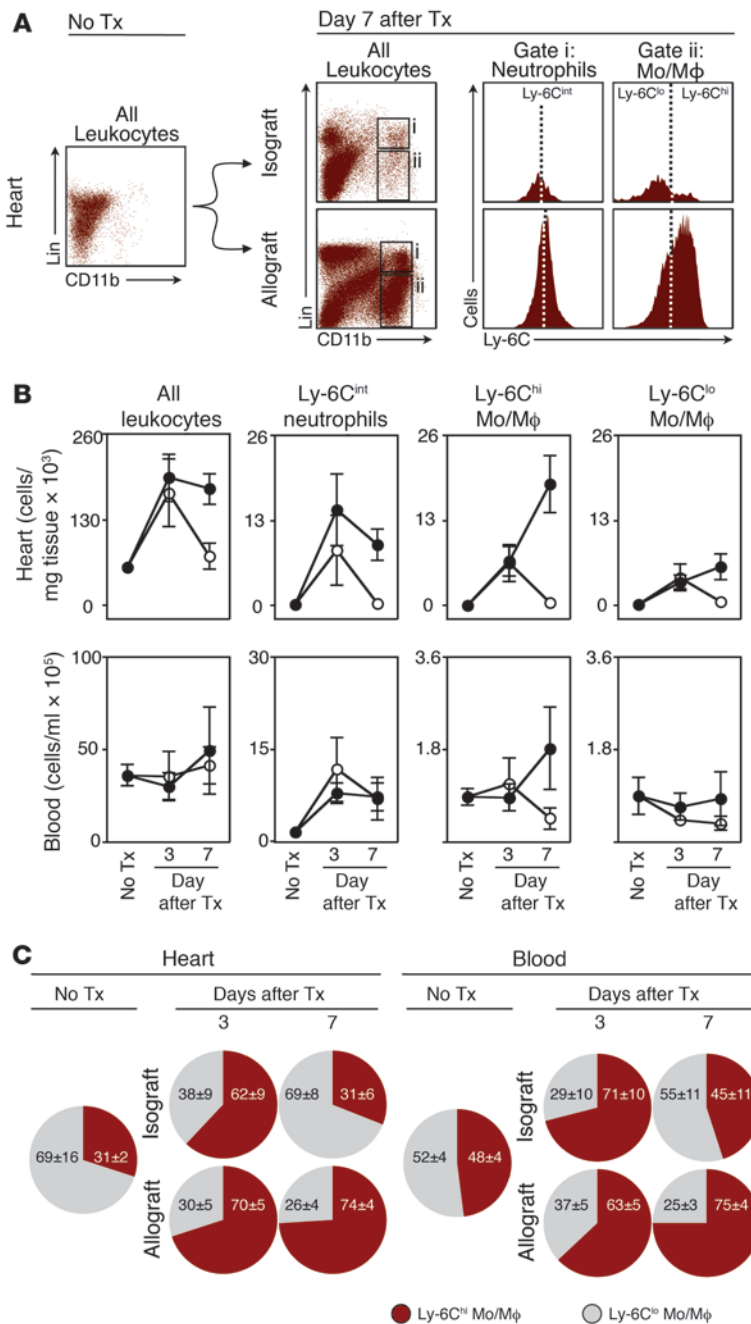 A
No Tx
Day 7 after Tx
All
Leukocytes
All
Leukocytes
Gate i:
Neutrophils
Gate ii:
Mo/Mϕ
Heart
Lin
CD11b
Isograft
Allograft
i
ii
i
ii
Lin
CD11b
Ly-6Cint
Ly-6Clo
Ly-6Chi
Cells
Ly-6C
B
All
leukocytes
Ly-6Cint
neutrophils
Ly-6Chi
Mo/Mϕ
Ly-6Clo
Mo/Mϕ
Heart (cells/
mg tissue × 10³)
260
130
0
26
13
0
26
13
0
26
13
0
Blood (cells/ml × 10⁵)
100
50
0
30
15
0
3.6
1.8
0
3.6
1.8
0
No Tx
3 7
Day
after Tx
No Tx
3 7
Day
after Tx
No Tx
3 7
Day
after Tx
No Tx
3 7
Day
after Tx
C
Heart
Blood
No Tx
Days after Tx
3 7
No Tx
Days after Tx
3 7
69±16 31±2
Isograft
38±9 62±9
69±8 31±6
Allograft
30±5 70±5
26±4 74±4
52±4 48±4
Isograft
29±10 71±10
55±11 45±11
Allograft
37±5 63±5
25±3 75±4
Ly-6Chi Mo/Mϕ
Ly-6Clo Mo/Mϕ